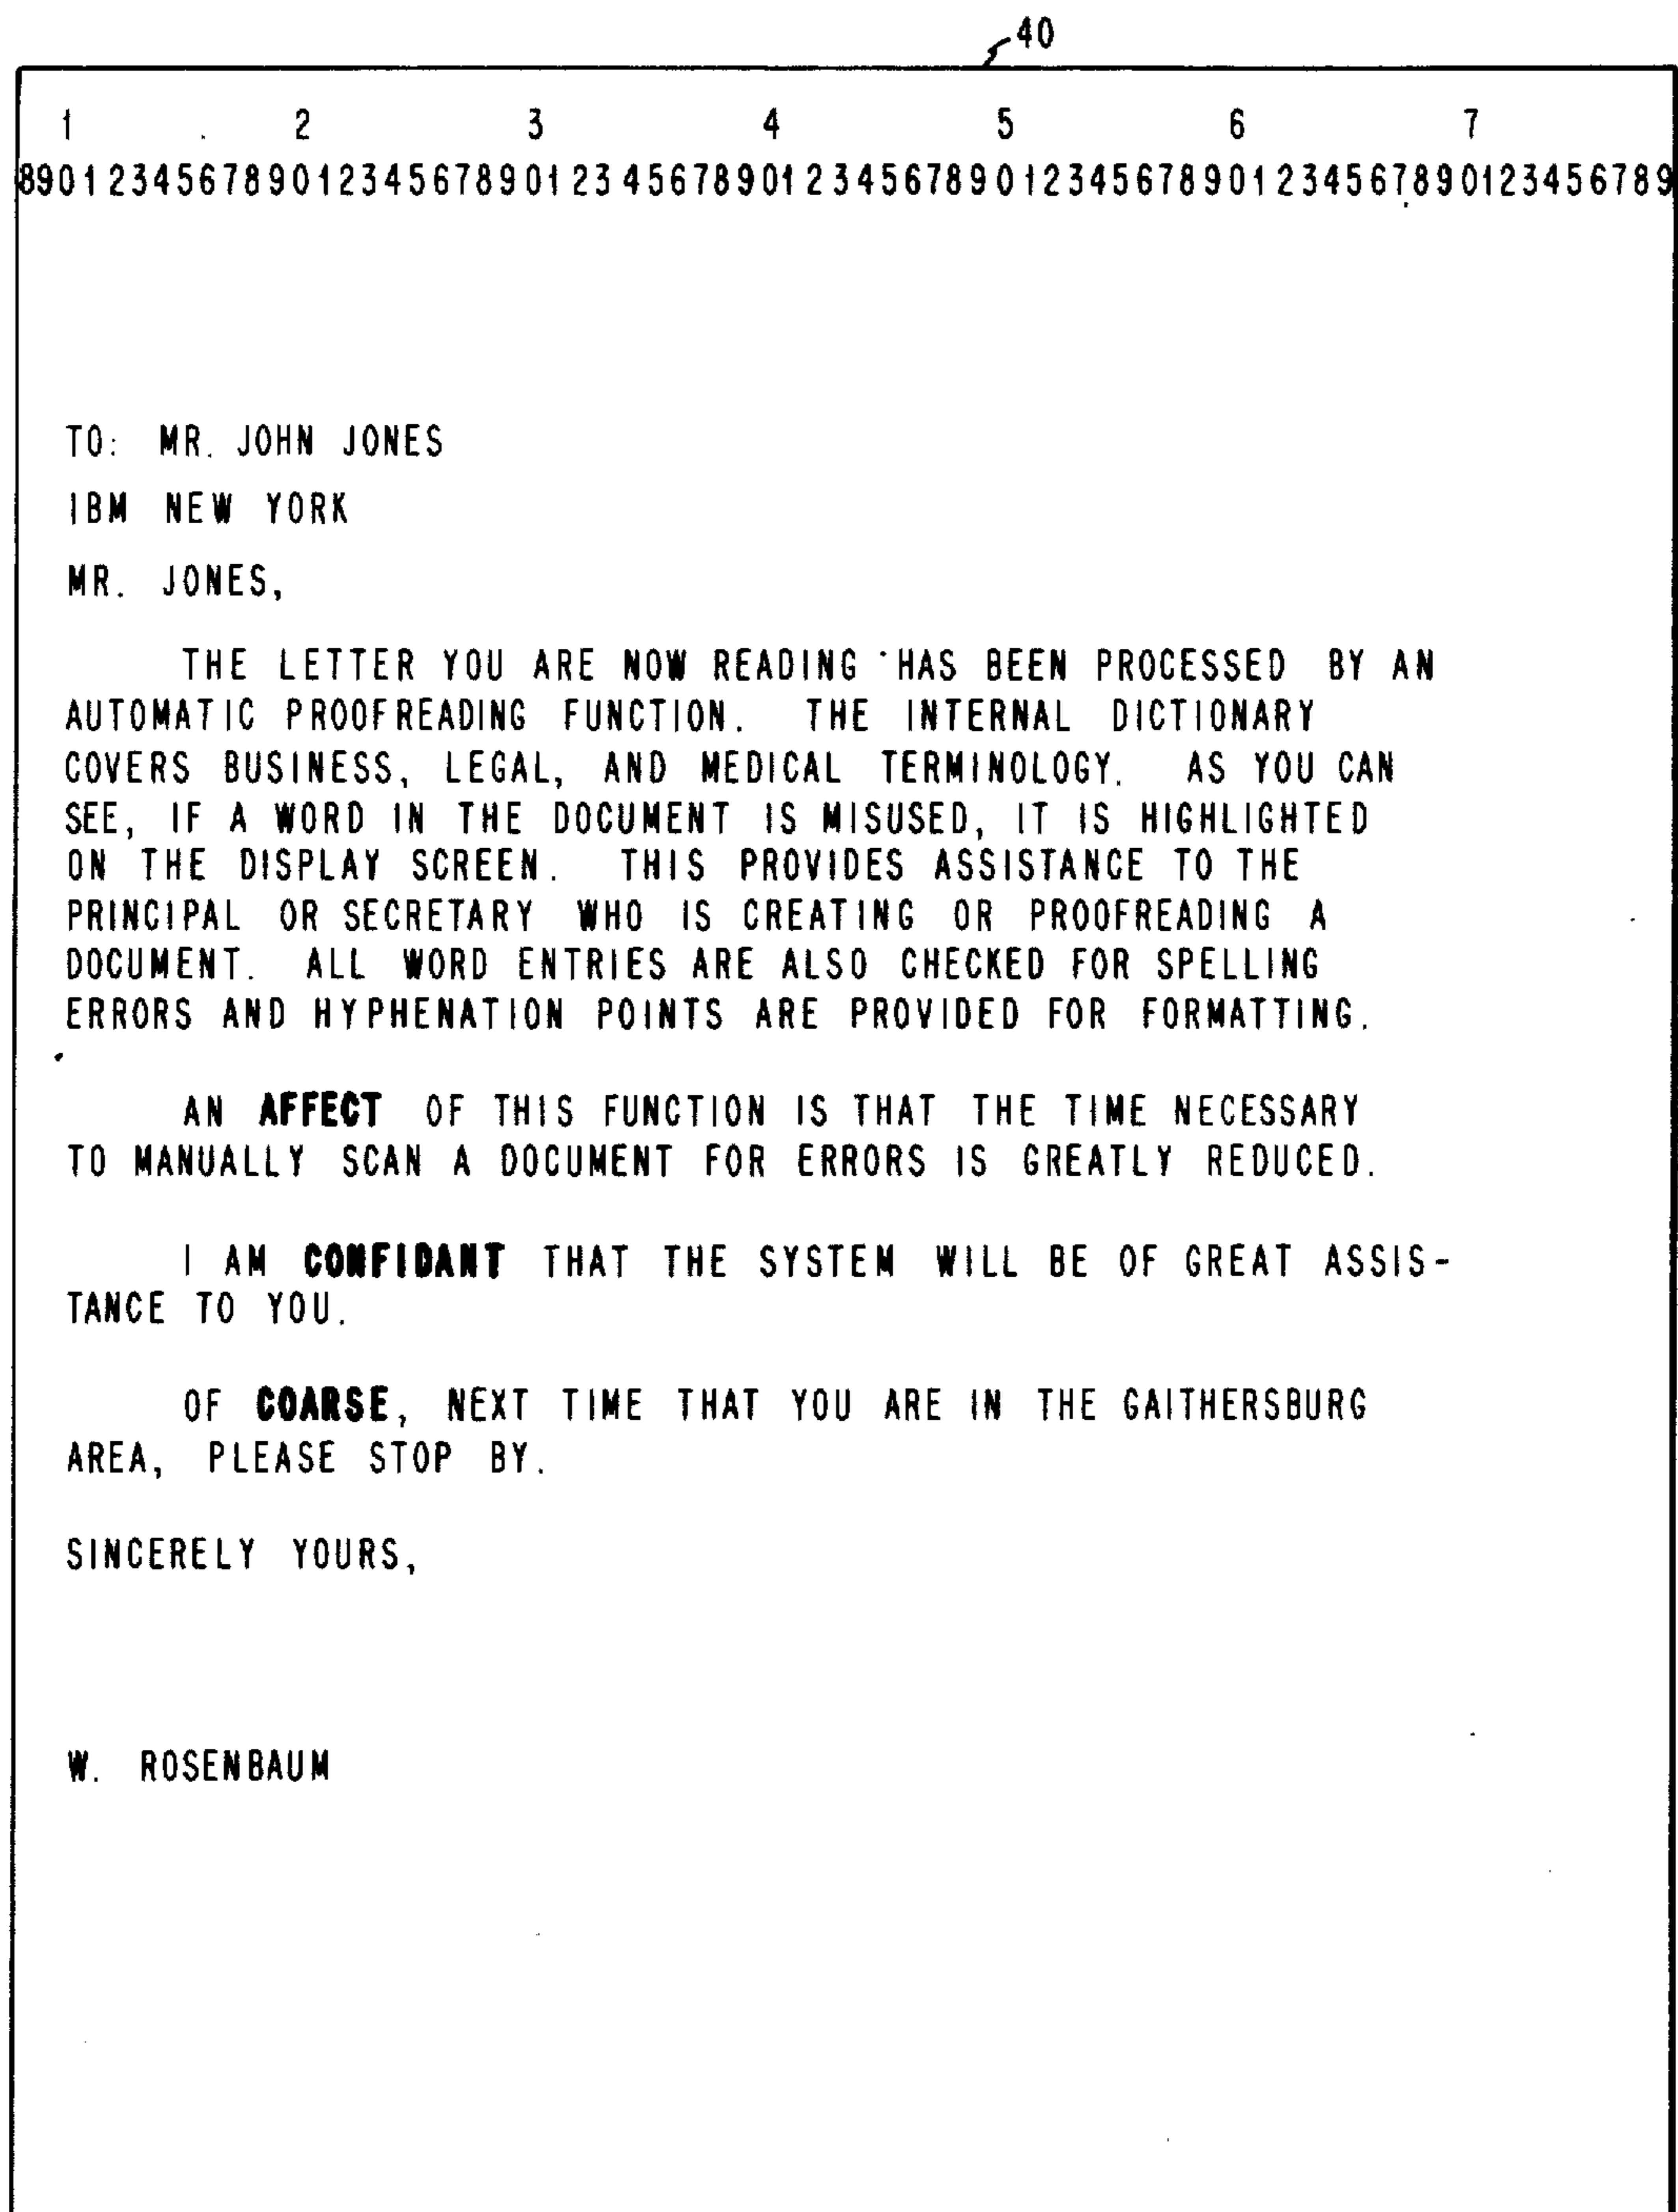 40
1 2 3 4 5 6 7
890123456789012345678901234567890123456789012345678901234567890123456789
TO: MR. JOHN JONES
IBM NEW YORK
MR. JONES,
THE LETTER YOU ARE NOW READING HAS BEEN PROCESSED BY AN
AUTOMATIC PROOFREADING FUNCTION. THE INTERNAL DICTIONARY
COVERS BUSINESS, LEGAL, AND MEDICAL TERMINOLOGY. AS YOU CAN
SEE, IF A WORD IN THE DOCUMENT IS MISUSED, IT IS HIGHLIGHTED
ON THE DISPLAY SCREEN. THIS PROVIDES ASSISTANCE TO THE
PRINCIPAL OR SECRETARY WHO IS CREATING OR PROOFREADING A
DOCUMENT. ALL WORD ENTRIES ARE ALSO CHECKED FOR SPELLING
ERRORS AND HYPHENATION POINTS ARE PROVIDED FOR FORMATTING.
AN AFFECT OF THIS FUNCTION IS THAT THE TIME NECESSARY
TO MANUALLY SCAN A DOCUMENT FOR ERRORS IS GREATLY REDUCED.
I AM CONFIDANT THAT THE SYSTEM WILL BE OF GREAT ASSIS-
TANCE TO YOU.
OF COARSE, NEXT TIME THAT YOU ARE IN THE GAITHERSBURG
AREA, PLEASE STOP BY.
SINCERELY YOURS,
W. ROSENBAUM